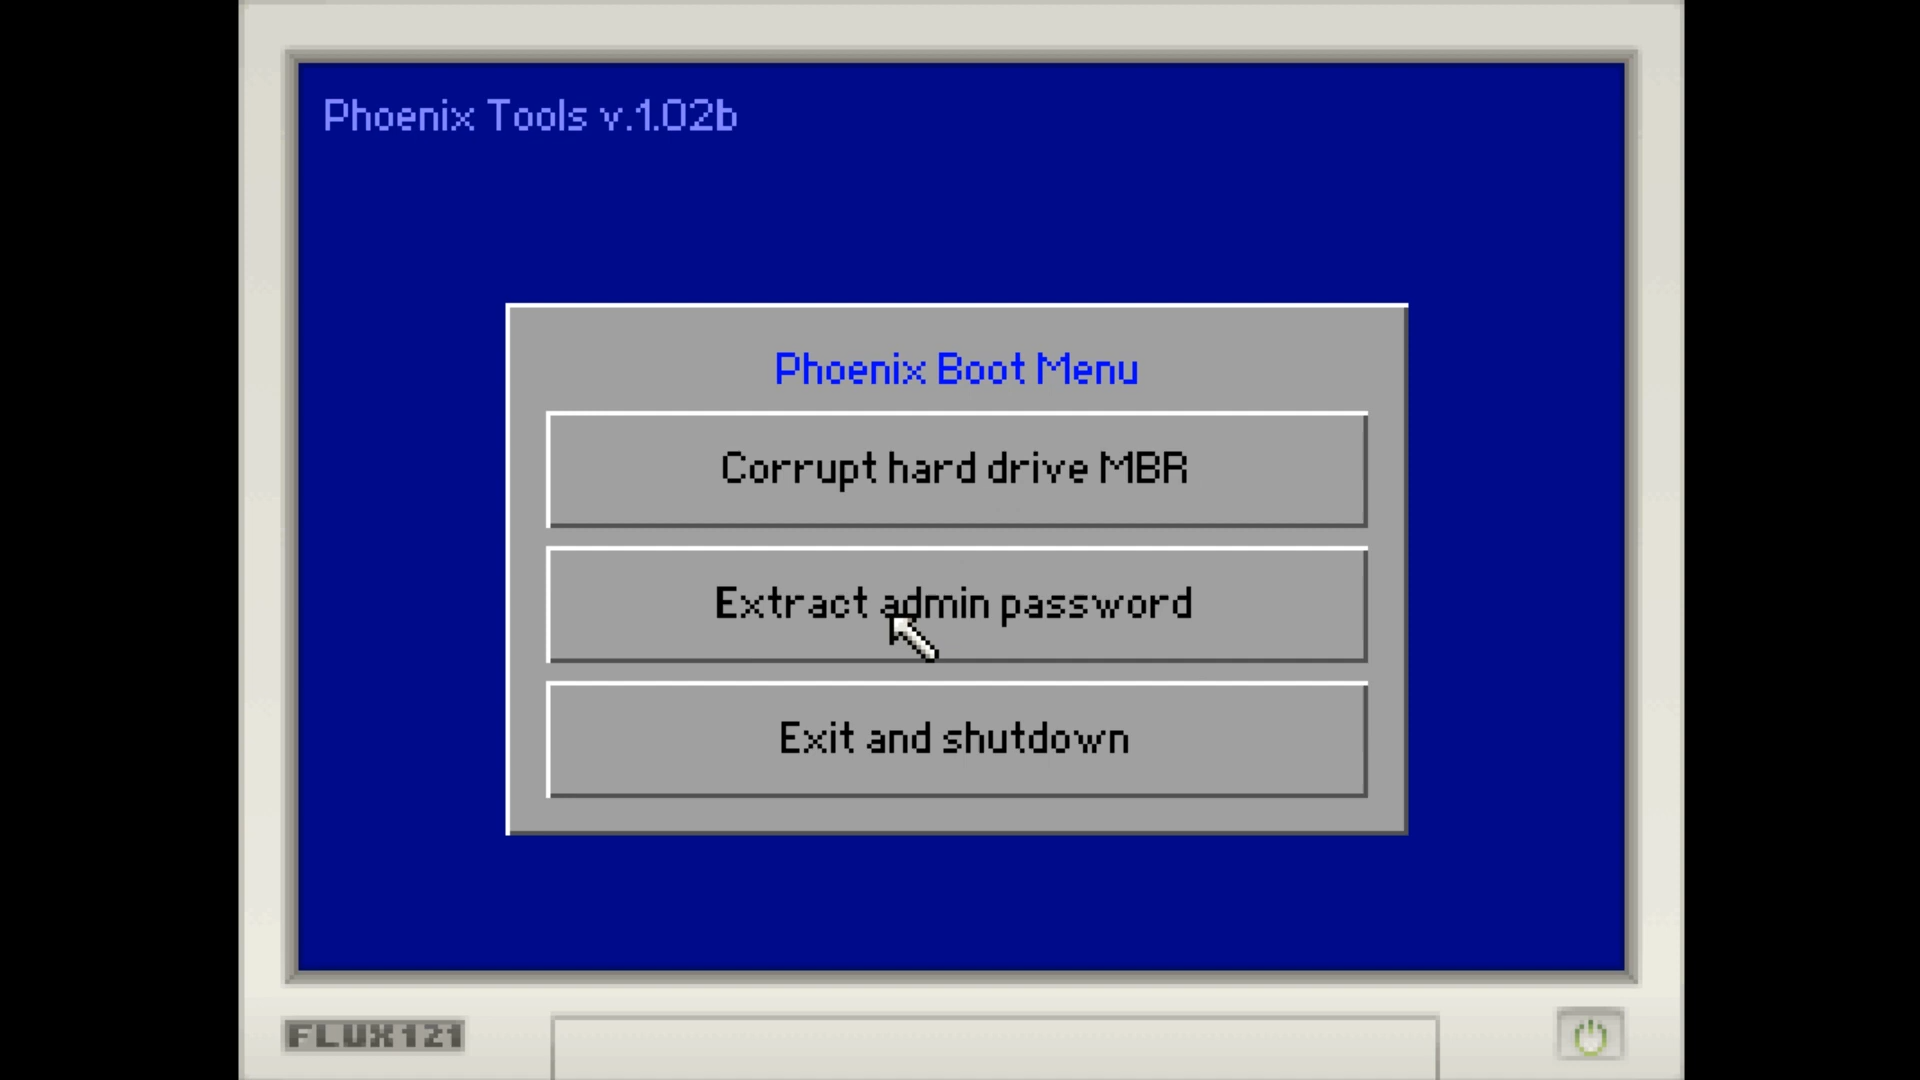 Phoenix Tools v.1.02b
Phoenix Boot Menu
Corrupt hard drive MBR
Extract admin password
Exit and shutdown
FLUX121